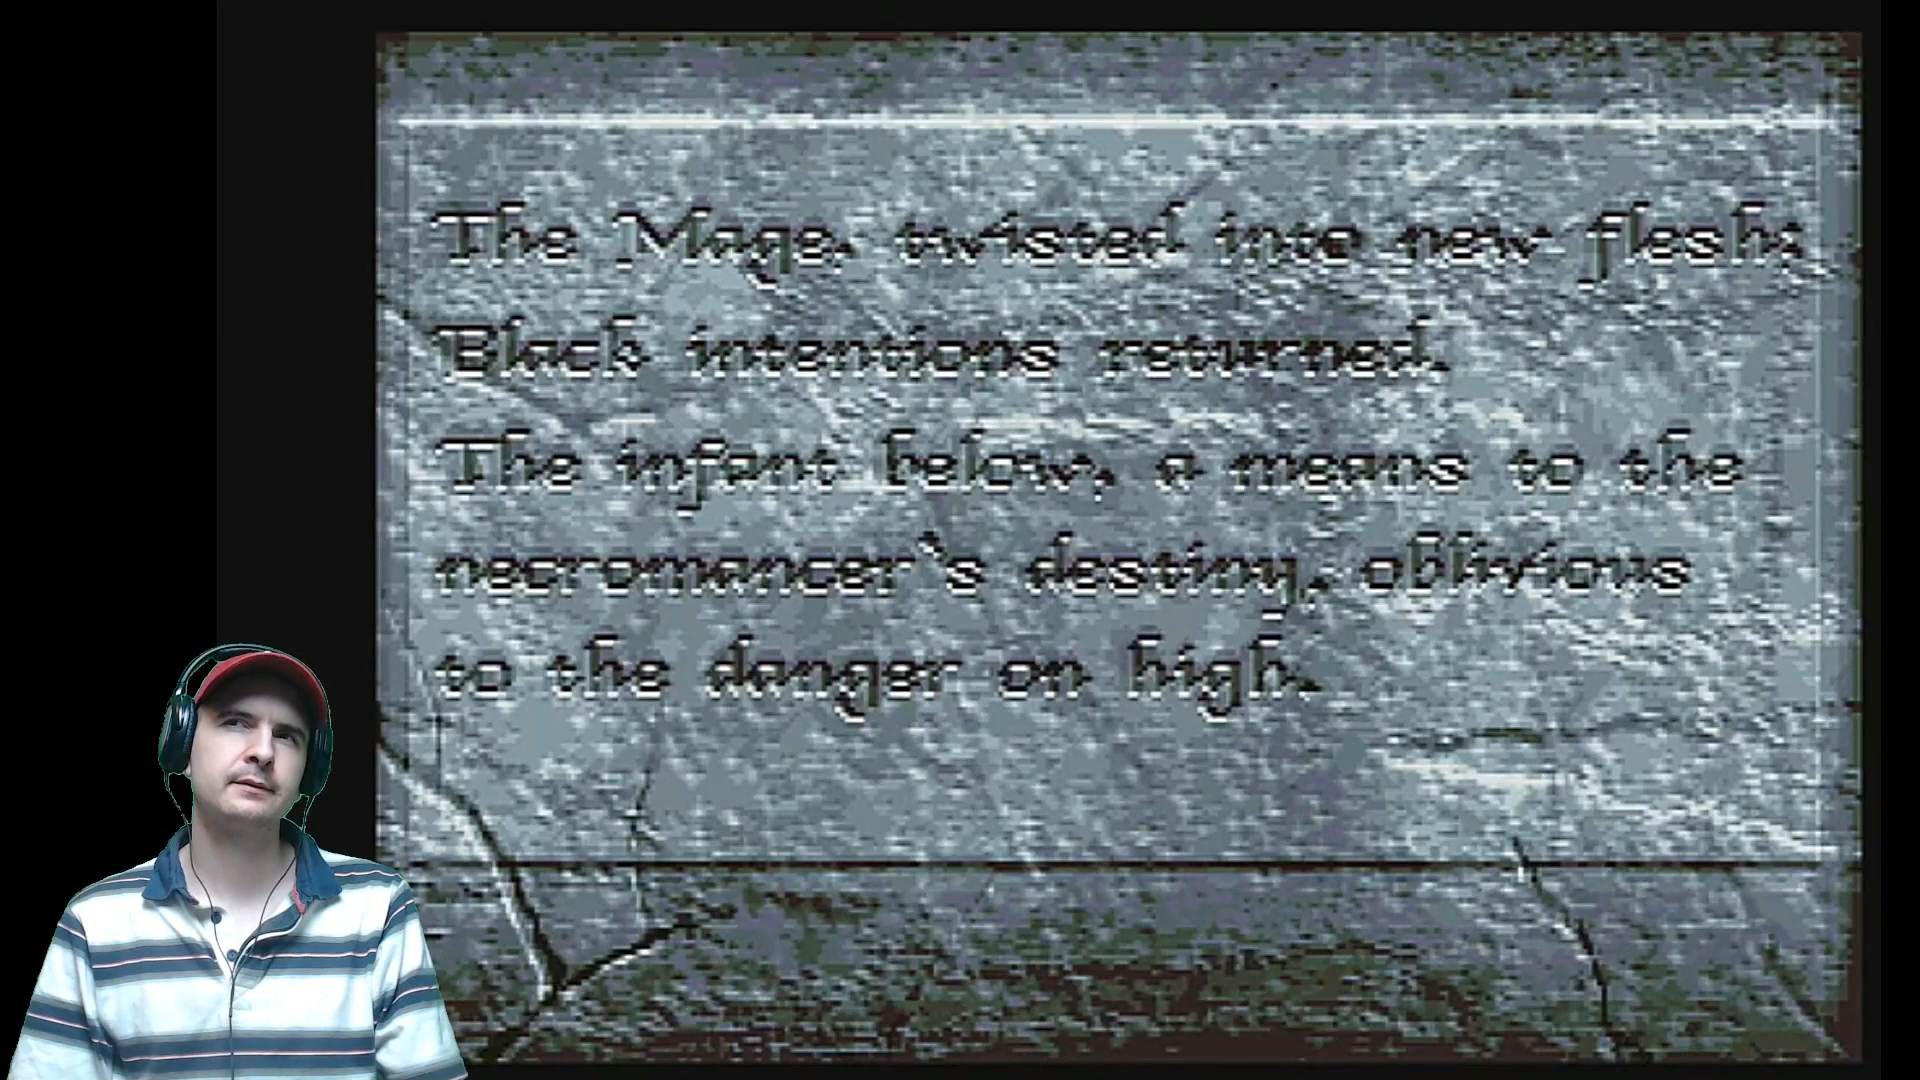 The Mage, twisted into new flesh;
Black intentions returned.
The infant below, a means to the
necromancer's destiny, oblivious
to the danger on high.